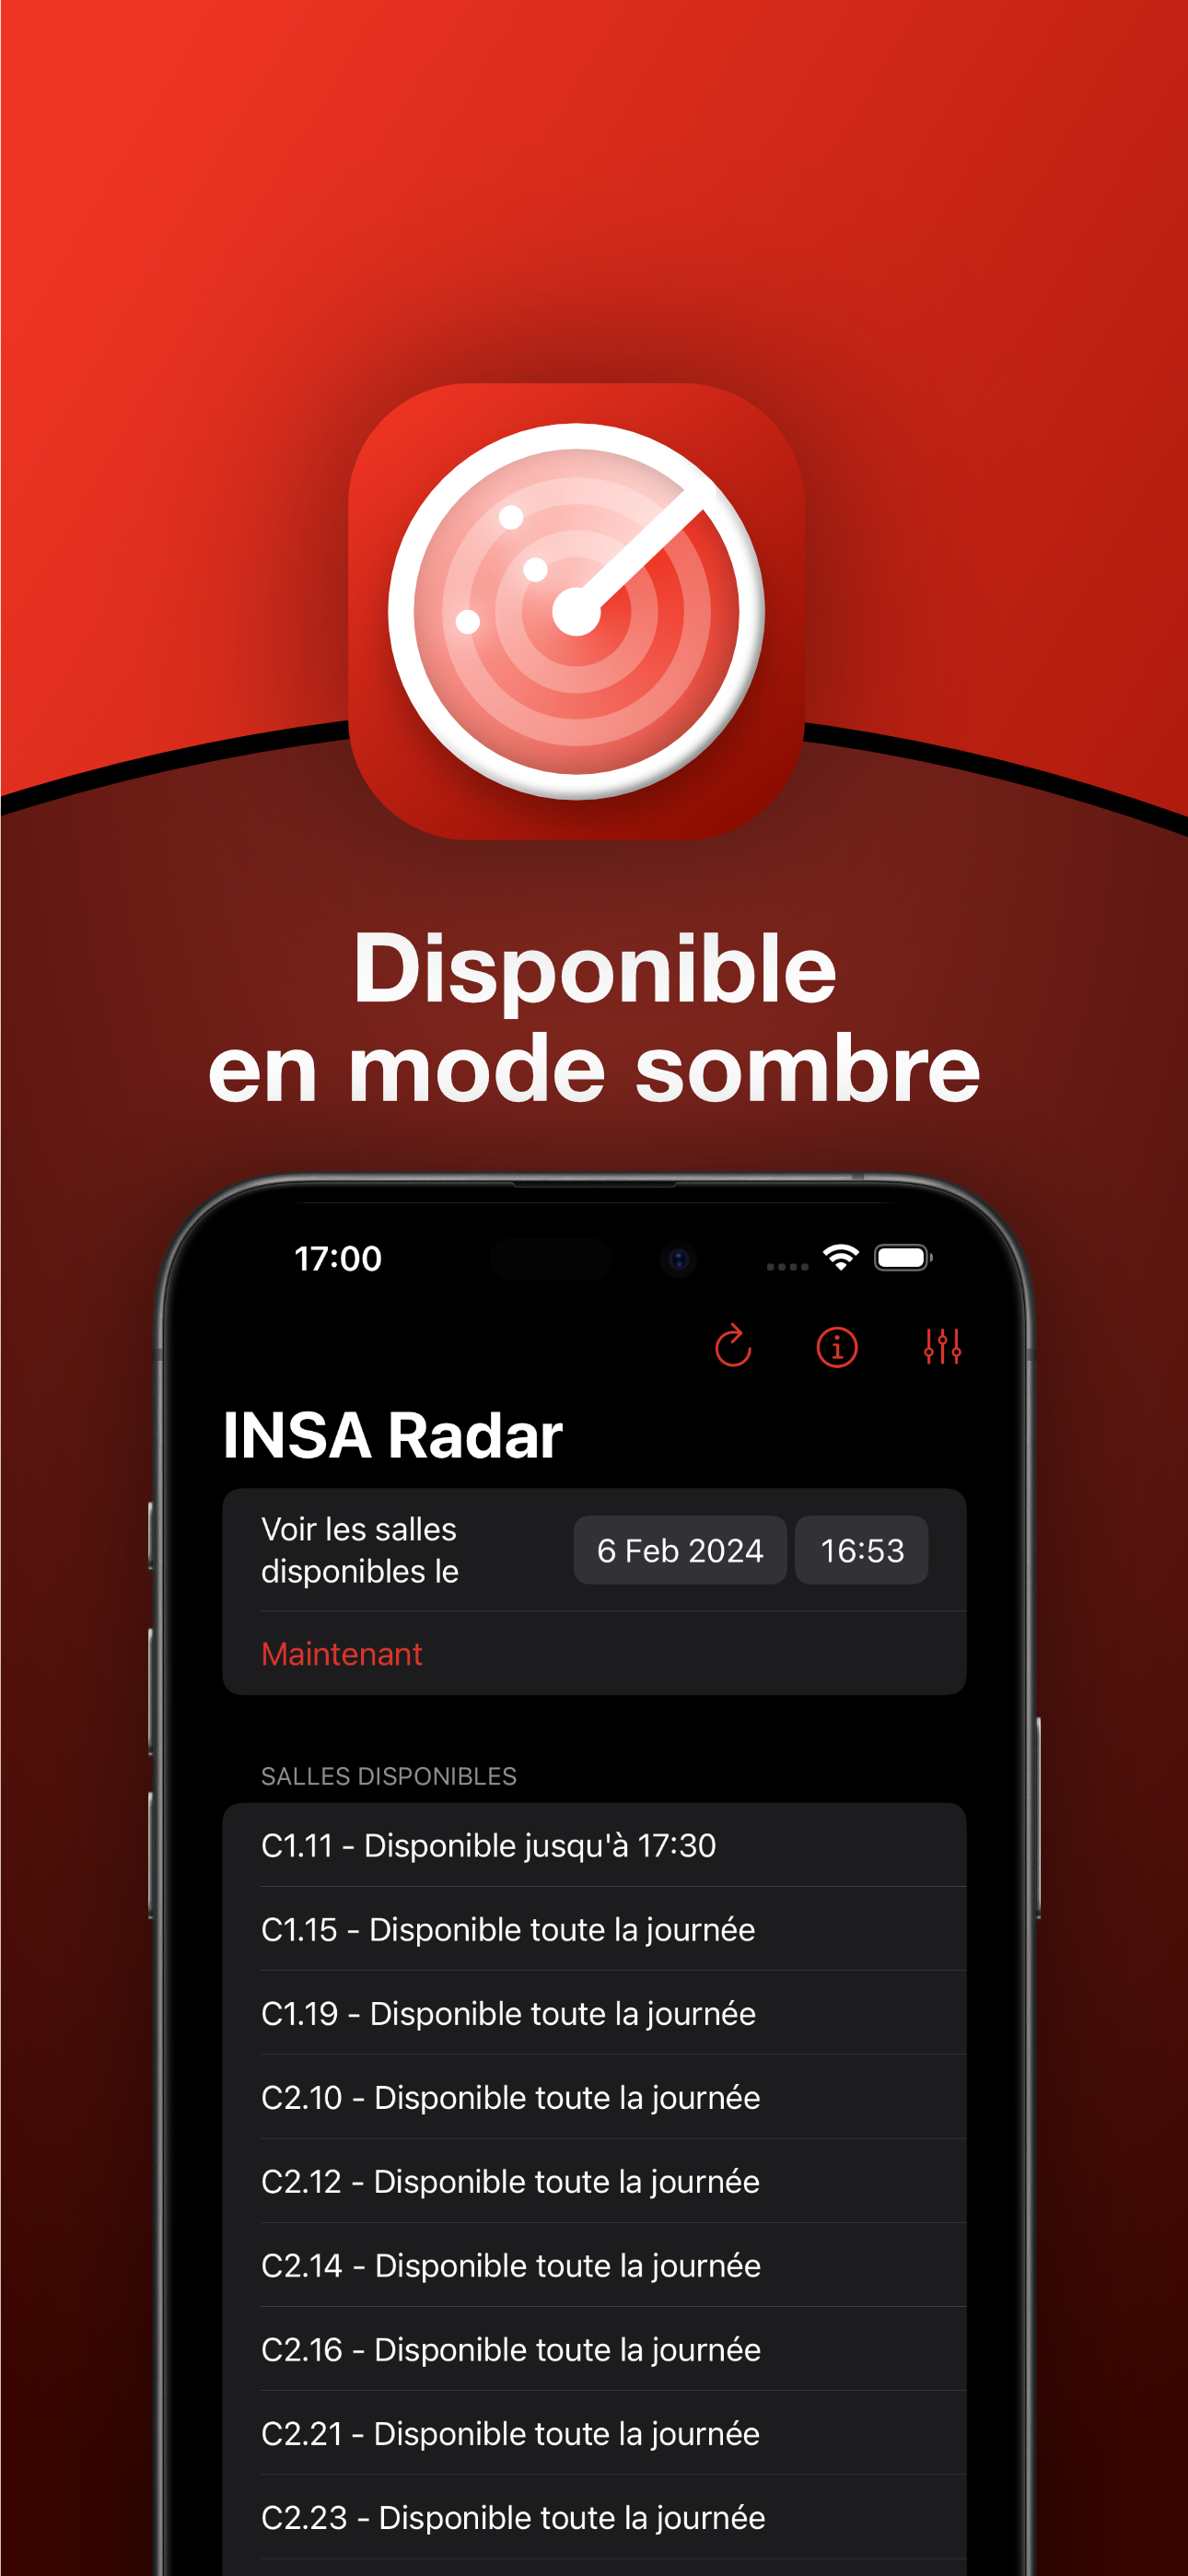 Disponible
en mode sombre
17:00
INSA Radar
Voir les salles
disponibles le
6 Feb 2024
16:53
Maintenant
SALLES DISPONIBLES
C1.11 - Disponible jusqu'à 17:30
C1.15 - Disponible toute la journée
C1.19 - Disponible toute la journée
C2.10 - Disponible toute la journée
C2.12 - Disponible toute la journée
C2.14 - Disponible toute la journée
C2.16 - Disponible toute la journée
C2.21 - Disponible toute la journée
C2.23 - Disponible toute la journée